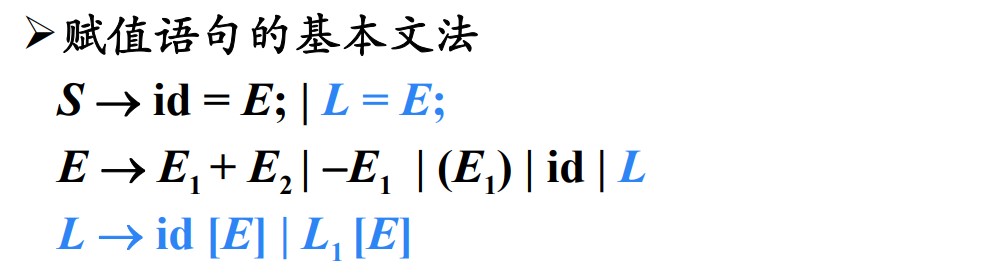 ➢赋值语句的基本文法
S → id = E; | L = E;
E → E₁ + E₂ | –E₁ | (E₁) | id | L
L → id [E] | L₁ [E]